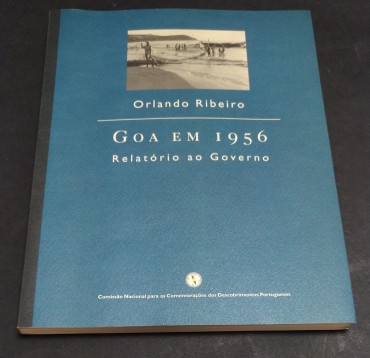 Orlando Ribeiro
GOA EM 1956
Relatório ao Governo
Comissão Nacional para as Comemorações dos Descobrimentos Portugueses